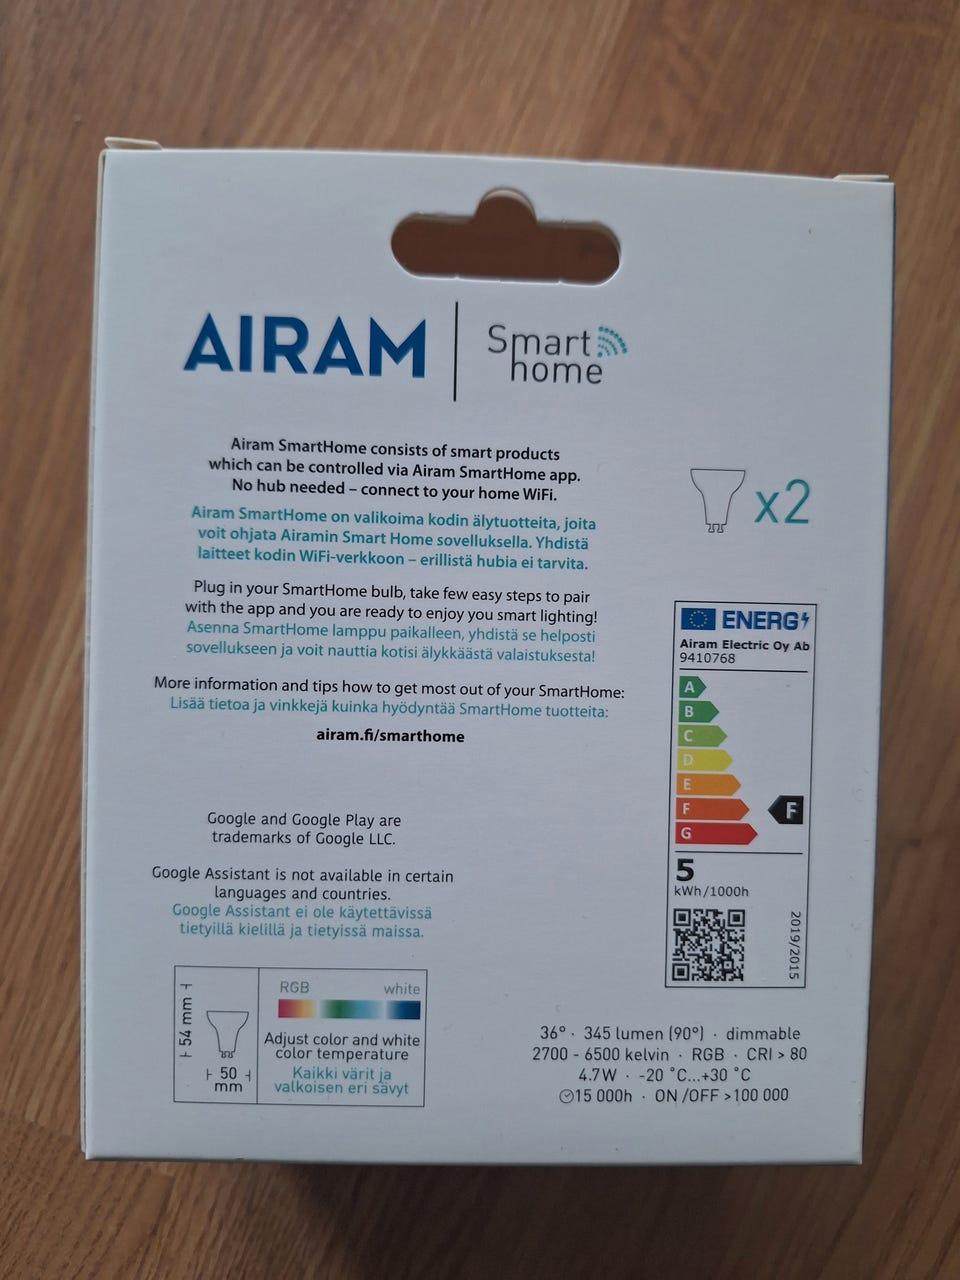 AIRAM
Smart
home
Airam SmartHome consists of smart products
which can be controlled via Airam SmartHome app.
No hub needed – connect to your home WiFi.
Airam SmartHome on valikoima kodin älytuotteita, joita
voit ohjata Airamin Smart Home sovelluksella. Yhdistä
laitteet kodin WiFi-verkkoon – erillistä hubia ei tarvita.
Plug in your SmartHome bulb, take few easy steps to pair
with the app and you are ready to enjoy you smart lighting!
Asenna SmartHome lamppu paikalleen, yhdistä se helposti
sovellukseen ja voit nauttia kotisi älykkäästä valaistuksesta!
More information and tips how to get most out of your SmartHome:
Lisää tietoa ja vinkkejä kuinka hyödyntää SmartHome tuotteita:
airam.fi/smarthome
Google and Google Play are
trademarks of Google LLC.
Google Assistant is not available in certain
languages and countries.
Google Assistant ei ole käytettävissä
tietyillä kielillä ja tietyissä maissa.
54 mm
50
mm
RGB white
Adjust color and white
color temperature
Kaikki värit ja
valkoisen eri sävyt
x2
ENERG
Airam Electric Oy Ab
9410768
A
B
C
D
E
F
G
F
5
kWh/1000h
2019/2015
36° · 345 lumen (90°) · dimmable
2700 - 6500 kelvin · RGB · CRI > 80
4.7W · -20 °C...+30 °C
15 000h · ON /OFF >100 000